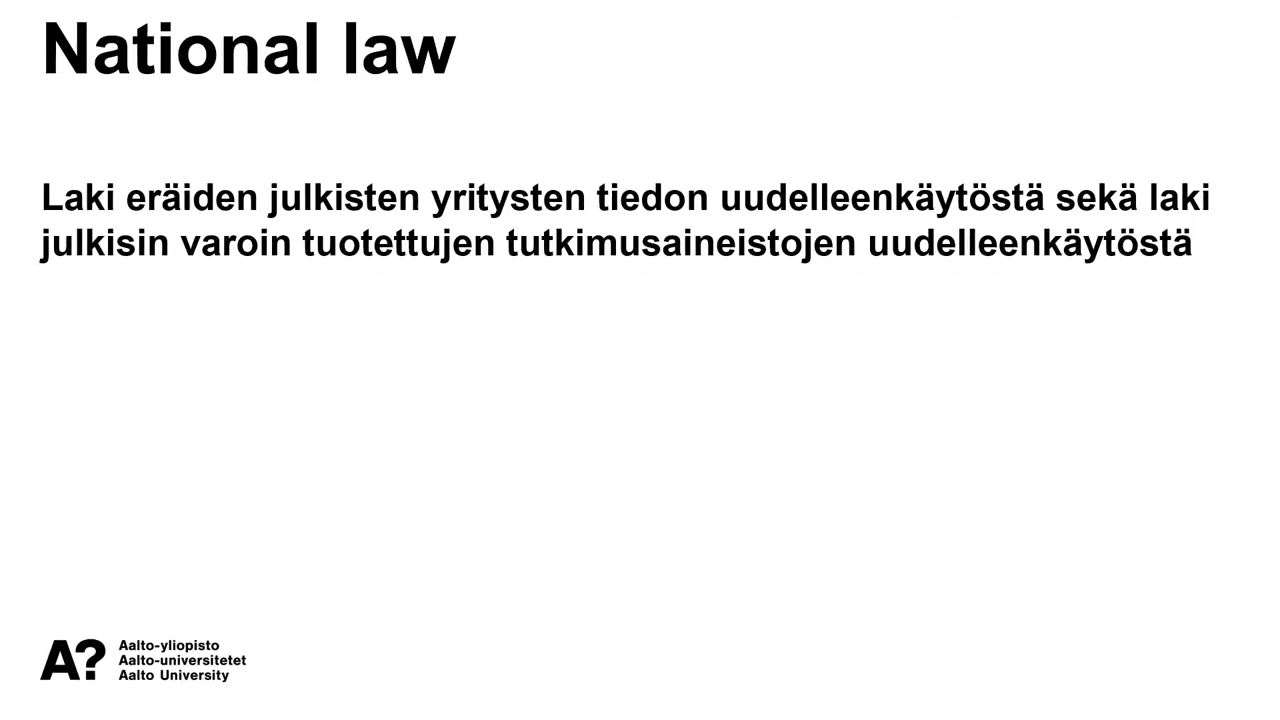 National law
Laki eräiden julkisten yritysten tiedon uudelleenkäytöstä sekä laki
julkisin varoin tuotettujen tutkimusaineistojen uudelleenkäytöstä
A?
Aalto-yliopisto
Aalto-universitetet
Aalto University